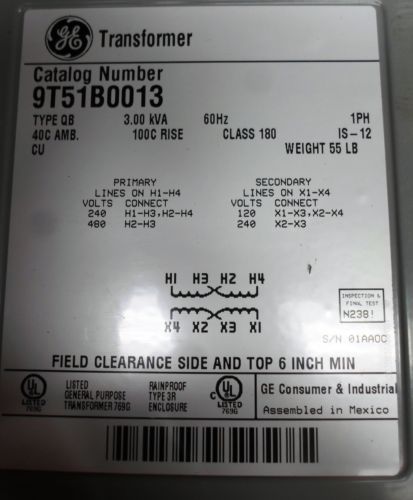 GE Transformer
Catalog Number
9T51B0013
TYPE QB 3.00 kVA 60Hz 1PH
40C AMB. 100C RISE CLASS 180 IS-12
CU WEIGHT 55 LB
PRIMARY SECONDARY
LINES ON H1-H4 LINES ON X1-X4
VOLTS CONNECT VOLTS CONNECT
240 H1-H3,H2-H4 120 X1-X3,X2-X4
480 H2-H3 240 X2-X3
H1 H3 H2 H4
X4 X2 X3 X1
INSPECTION &
FINAL TEST
N238!
S/N 01AAOC
FIELD CLEARANCE SIDE AND TOP 6 INCH MIN
UL LISTED 769G
LISTED
GENERAL PURPOSE
TRANSFORMER 769G
RAINPROOF
TYPE 3R
ENCLOSURE
C UL LISTED 769G
GE Consumer & Industrial
Assembled in Mexico